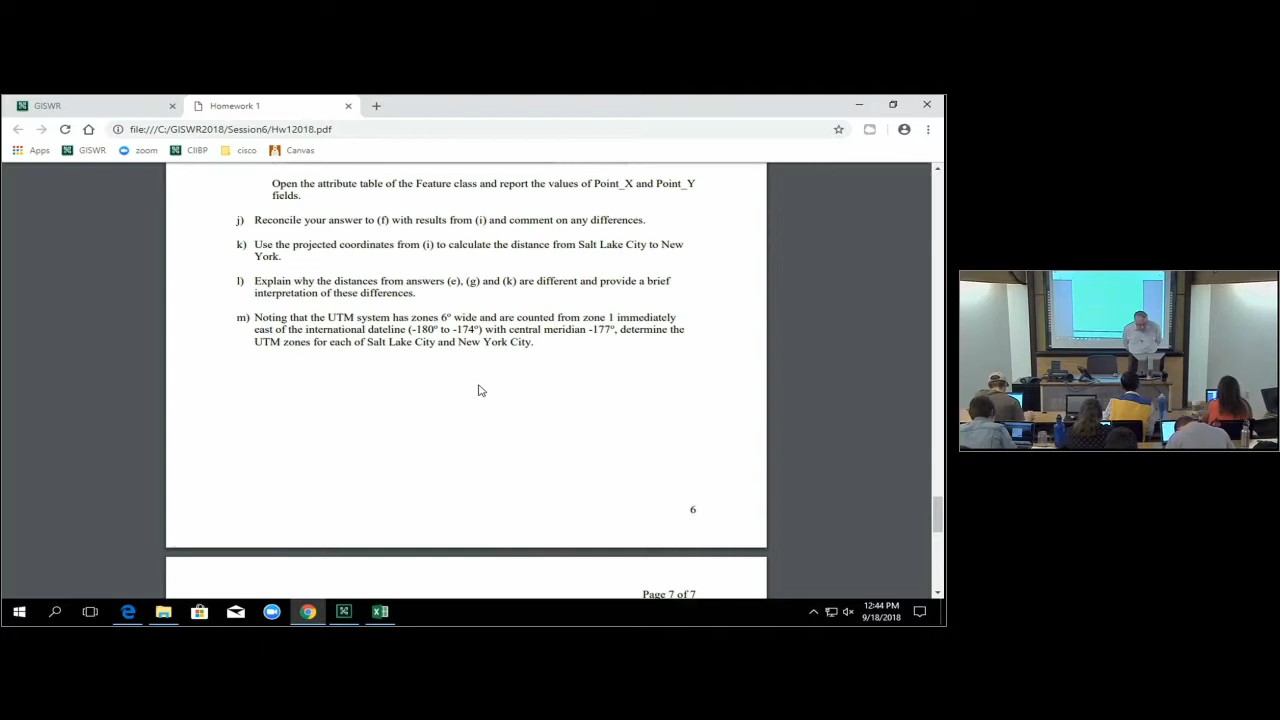 GISWR
Homework 1
file:///C:/GISWR2018/Session6/Hw12018.pdf
Apps GISWR zoom CIIBP cisco Canvas
Open the attribute table of the Feature class and report the values of Point_X and Point_Y
fields.
j) Reconcile your answer to (f) with results from (i) and comment on any differences.
k) Use the projected coordinates from (i) to calculate the distance from Salt Lake City to New
York.
l) Explain why the distances from answers (e), (g) and (k) are different and provide a brief
interpretation of these differences.
m) Noting that the UTM system has zones 6º wide and are counted from zone 1 immediately
east of the international dateline (-180º to -174º) with central meridian -177º, determine the
UTM zones for each of Salt Lake City and New York City.
6
Page 7 of 7
12:44 PM
9/18/2018